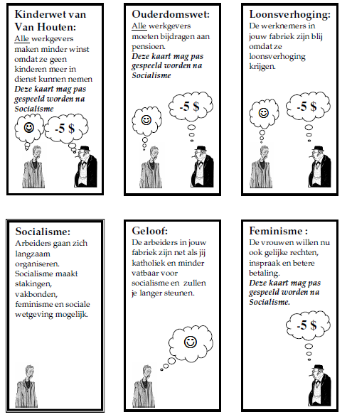 Kinderwet van
Van Houten:
Alle werkgevers
maken minder winst
omdat ze geen
kinderen meer in
dienst kunnen nemen
Deze kaart mag pas
gespeeld worden na
Socialisme
-5 $
Ouderdomswet:
Alle werkgevers
moeten bijdragen aan
pensioen.
Deze kaart mag pas
gespeeld worden na
Socialisme
-5 $
Loonsverhoging:
De werknemers in
jouw fabriek zijn blij
omdat ze
loonsverhoging
krijgen.
-5 $
Socialisme:
Arbeiders gaan zich
langzaam
organiseren.
Socialisme maakt
stakingen,
vakbonden,
feminisme en sociale
wetgeving mogelijk.
Geloof:
De arbeiders in jouw
fabriek zijn net als jij
katholiek en minder
vatbaar voor
socialisme en zullen
je langer steunen.
Feminisme :
De vrouwen willen nu
ook gelijke rechten,
inspraak en betere
betaling.
Deze kaart mag pas
gespeeld worden na
Socialisme.
-5 $